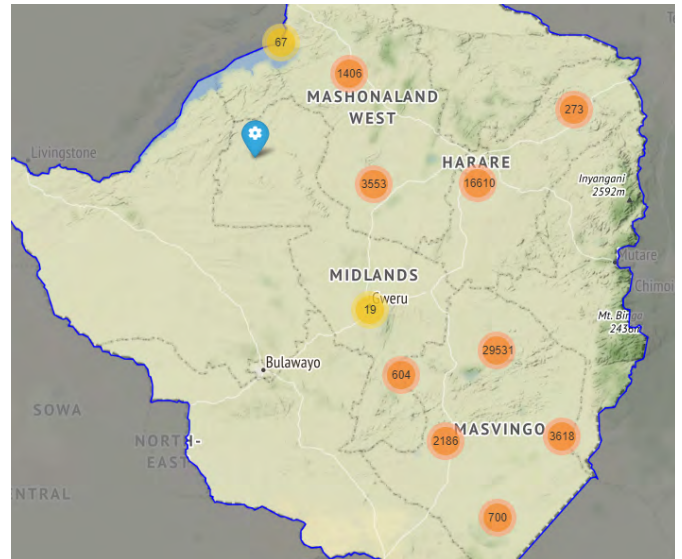 67
1406
MASHONALAND
WEST
273
Livingstone
HARARE
3553
16610
Inyangani
2592m
Mutare
MIDLANDS
Chimoi
19
Gweru
Mt. Binga
29531
Bulawayo
604
SOWA
MASVINGO
NORTH-
EAST
2186
3618
ENTRAL
700